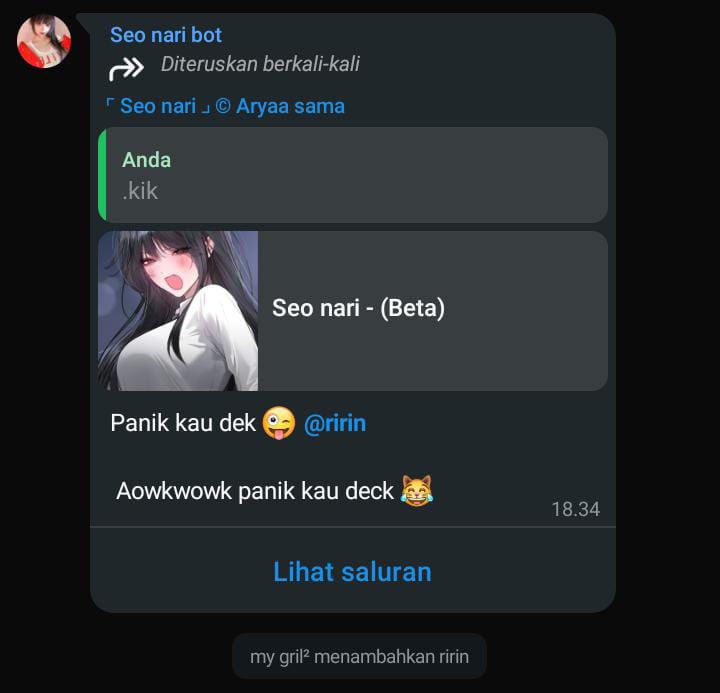 Seo nari bot
Diteruskan berkali-kali
「 Seo nari 」© Aryaa sama
Anda
.kik
Seo nari - (Beta)
Panik kau dek 😜 @ririn
Aowkwowk panik kau deck 😹
18.34
Lihat saluran
my gril² menambahkan ririn